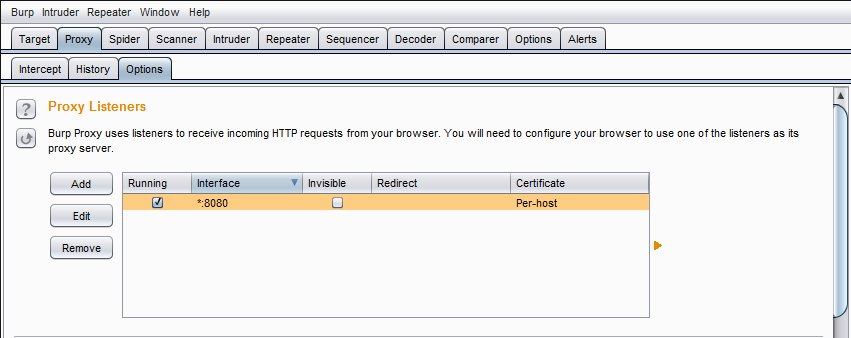 Burp Intruder Repeater Window Help
Target Proxy Spider Scanner Intruder Repeater Sequencer Decoder Comparer Options Alerts
Intercept History Options
? Proxy Listeners
Burp Proxy uses listeners to receive incoming HTTP requests from your browser. You will need to configure your browser to use one of the listeners as its
proxy server.
Add Running Interface Invisible Redirect Certificate
*:8080 Per-host
Edit
Remove